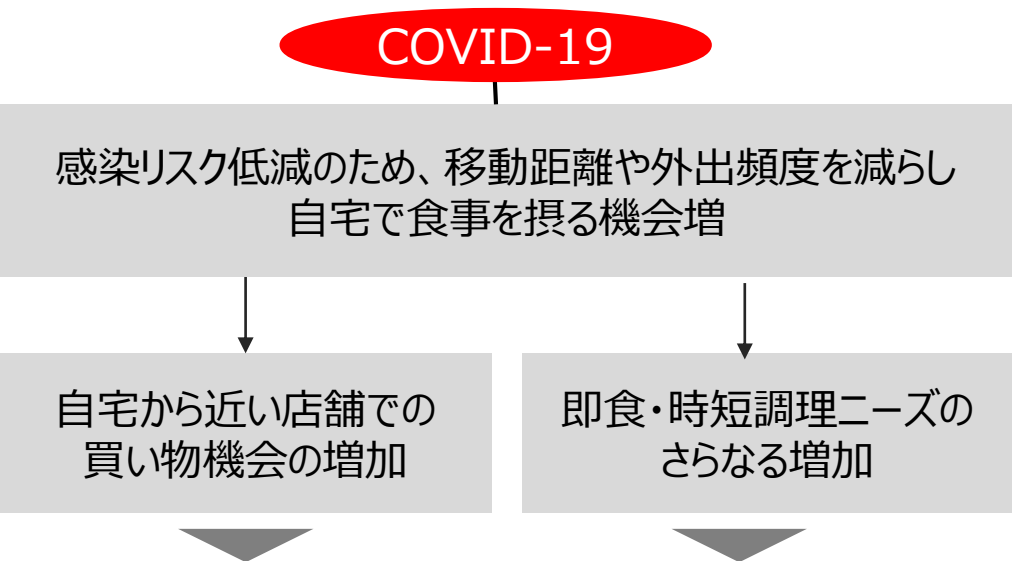 COVID-19
感染リスク低減のため、移動距離や外出頻度を減らし
自宅で食事を摂る機会増
自宅から近い店舗での
買い物機会の増加
即食・時短調理ニーズの
さらなる増加